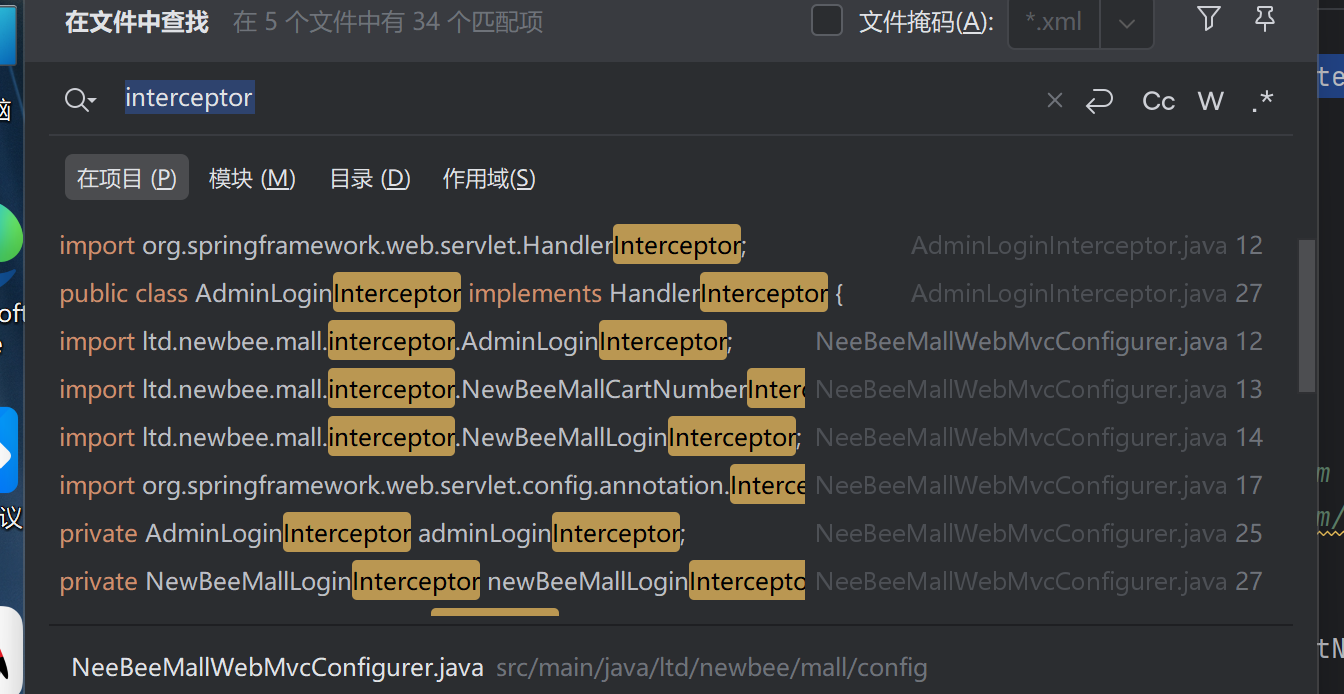 在文件中查找 在 5 个文件中有 34 个匹配项 文件掩码(A): *.xml
interceptor Cc W .*
在项目 (P) 模块 (M) 目录 (D) 作用域(S)
import org.springframework.web.servlet.HandlerInterceptor; AdminLoginInterceptor.java 12
public class AdminLoginInterceptor implements HandlerInterceptor { AdminLoginInterceptor.java 27
import ltd.newbee.mall.interceptor.AdminLoginInterceptor; NeeBeeMallWebMvcConfigurer.java 12
import ltd.newbee.mall.interceptor.NewBeeMallCartNumberInterc NeeBeeMallWebMvcConfigurer.java 13
import ltd.newbee.mall.interceptor.NewBeeMallLoginInterceptor; NeeBeeMallWebMvcConfigurer.java 14
import org.springframework.web.servlet.config.annotation.Interce NeeBeeMallWebMvcConfigurer.java 17
private AdminLoginInterceptor adminLoginInterceptor; NeeBeeMallWebMvcConfigurer.java 25
private NewBeeMallLoginInterceptor newBeeMallLoginIntercepto NeeBeeMallWebMvcConfigurer.java 27
NeeBeeMallWebMvcConfigurer.java src/main/java/ltd/newbee/mall/config